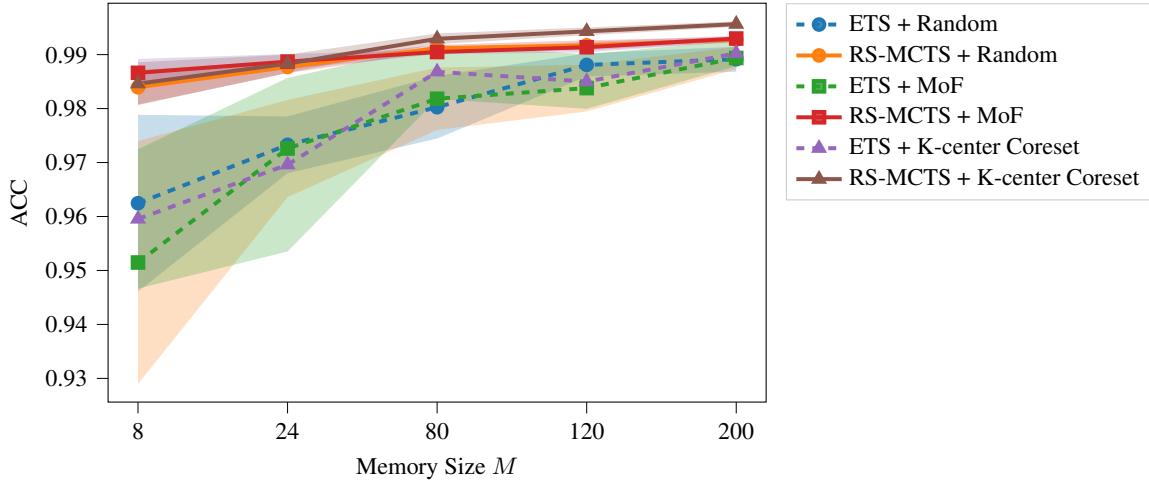 0.99
0.98
0.97
0.96
0.95
0.94
0.93
ACC
8 24 80 120 200
Memory Size M
ETS + Random
RS-MCTS + Random
ETS + MoF
RS-MCTS + MoF
ETS + K-center Coreset
RS-MCTS + K-center Coreset